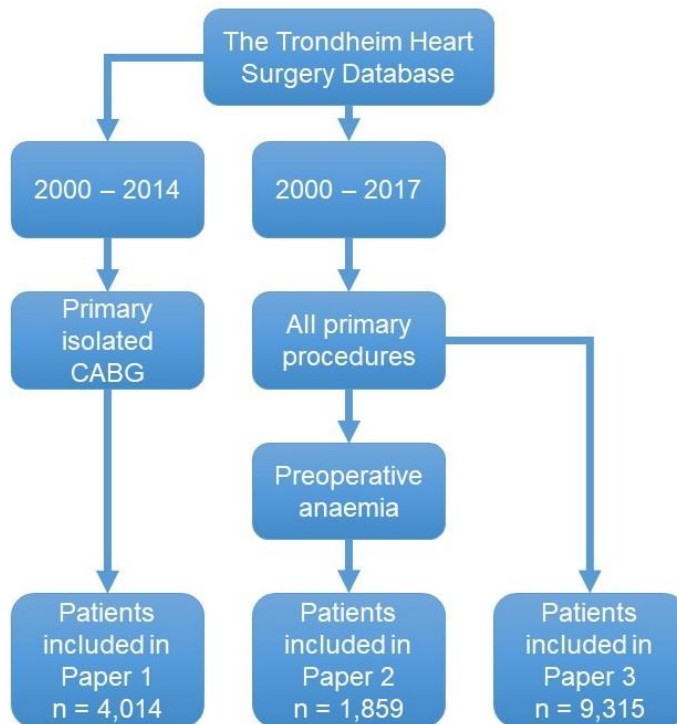 The Trondheim Heart
Surgery Database
2000 – 2014
2000 – 2017
Primary
isolated
CABG
All primary
procedures
Preoperative
anaemia
Patients
included in
Paper 1
n = 4,014
Patients
included in
Paper 2
n = 1,859
Patients
included in
Paper 3
n = 9,315